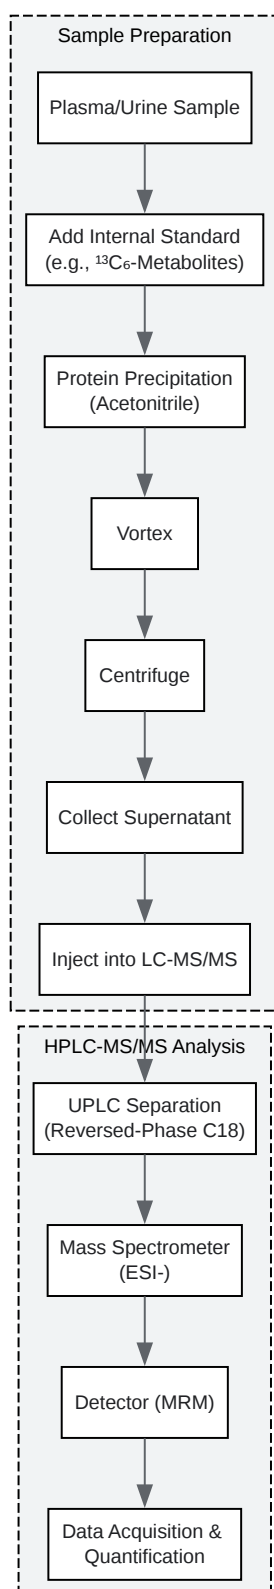 Sample Preparation
Plasma/Urine Sample
Add Internal Standard
(e.g., ¹³C₆-Metabolites)
Protein Precipitation
(Acetonitrile)
Vortex
Centrifuge
Collect Supernatant
Inject into LC-MS/MS
HPLC-MS/MS Analysis
UPLC Separation
(Reversed-Phase C18)
Mass Spectrometer
(ESI-)
Detector (MRM)
Data Acquisition &
Quantification